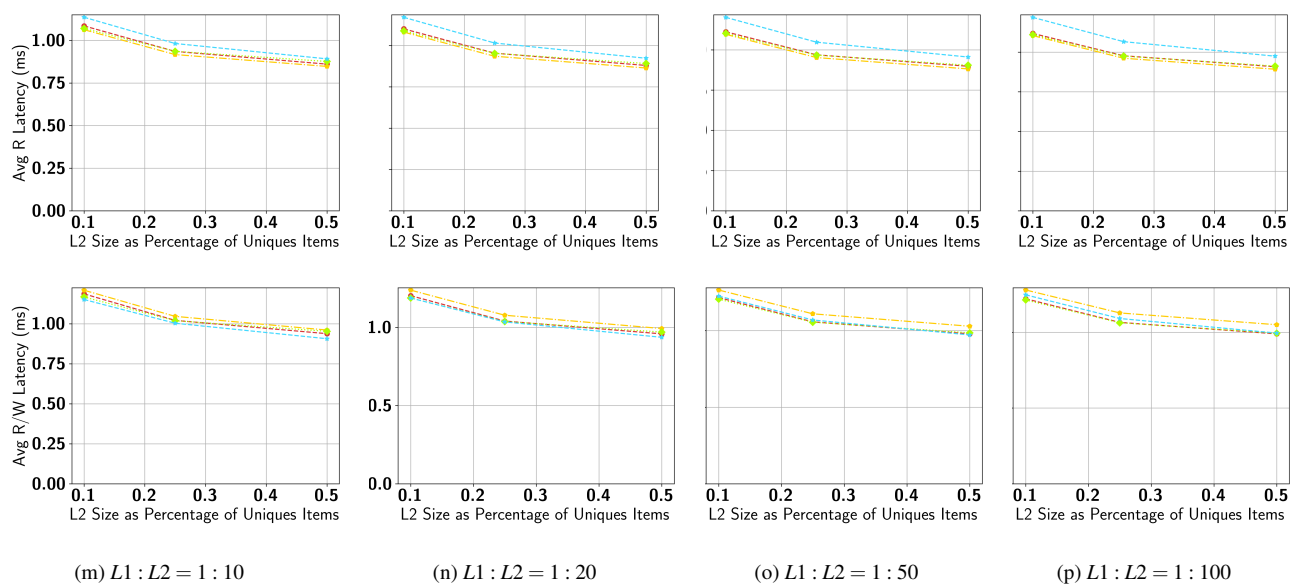 Avg R Latency (ms)
1.00
0.75
0.50
0.25
0.00
0.1 0.2 0.3 0.4 0.5
L2 Size as Percentage of Uniques Items
0.1 0.2 0.3 0.4 0.5
L2 Size as Percentage of Uniques Items
0.1 0.2 0.3 0.4 0.5
L2 Size as Percentage of Uniques Items
0.1 0.2 0.3 0.4 0.5
L2 Size as Percentage of Uniques Items
Avg R/W Latency (ms)
1.00
0.75
0.50
0.25
0.00
0.1 0.2 0.3 0.4 0.5
L2 Size as Percentage of Uniques Items
1.0
0.5
0.0
0.1 0.2 0.3 0.4 0.5
L2 Size as Percentage of Uniques Items
0.1 0.2 0.3 0.4 0.5
L2 Size as Percentage of Uniques Items
0.1 0.2 0.3 0.4 0.5
L2 Size as Percentage of Uniques Items
(m) L1 : L2 = 1 : 10
(n) L1 : L2 = 1 : 20
(o) L1 : L2 = 1 : 50
(p) L1 : L2 = 1 : 100